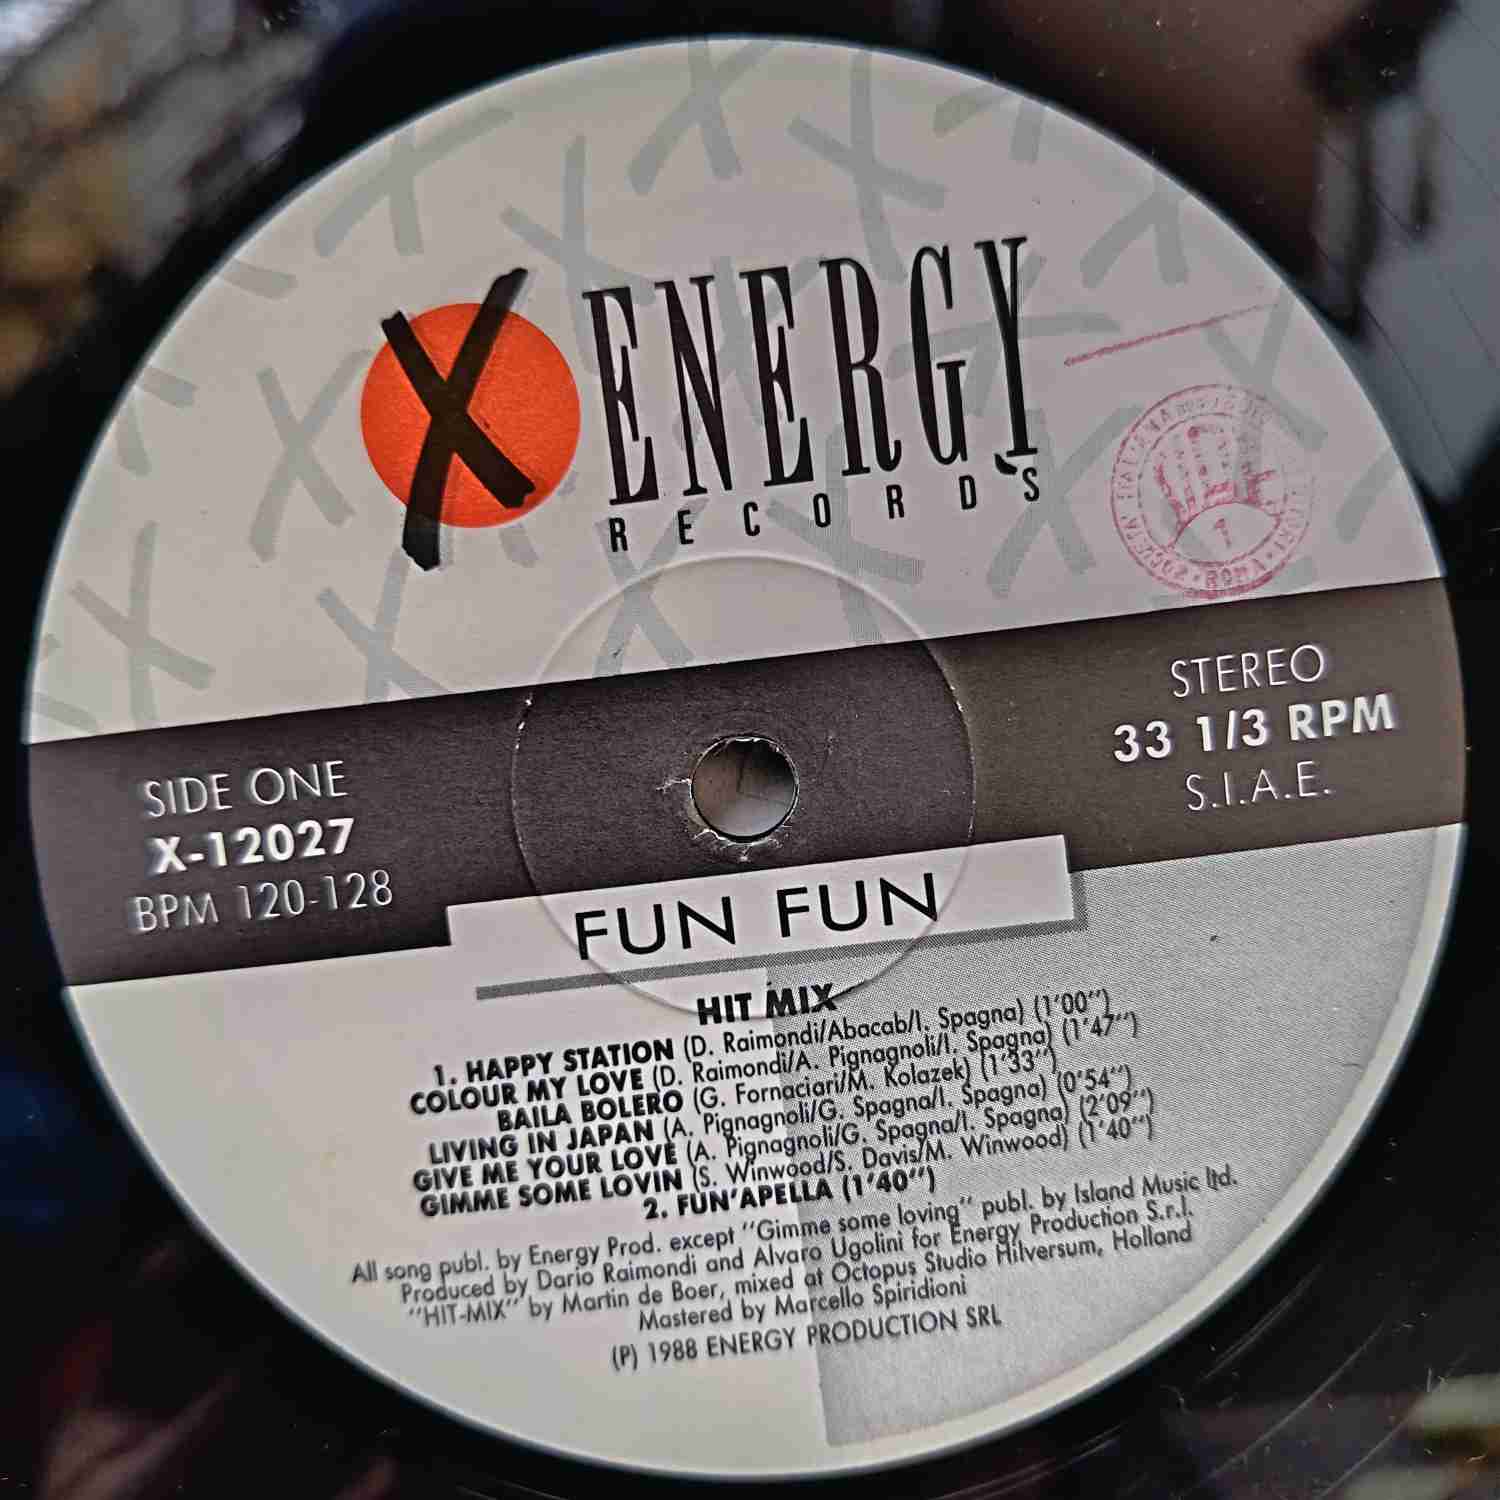 X ENERGY
RECORDS
ROMA
1
STEREO
33 1/3 RPM
S.I.A.E.
SIDE ONE
X-12027
BPM 120-128
FUN FUN
HIT MIX
1. HAPPY STATION (D. Raimondi/Abacab/I. Spagna) (1'00'')
COLOUR MY LOVE (D. Raimondi/A. Pignagnoli/I. Spagna) (1'47'')
BAILA BOLERO (G. Fornaciari/M. Kolazek) (1'33'')
LIVING IN JAPAN (A. Pignagnoli/G. Spagna/I. Spagna) (0'54'')
GIVE ME YOUR LOVE (A. Pignagnoli/G. Spagna/I. Spagna) (2'09'')
GIMME SOME LOVIN (S. Winwood/S. Davis/M. Winwood) (1'40'')
2. FUN'APELLA (1'40'')
All song publ. by Energy Prod. except ''Gimme some loving'' publ. by Island Music ltd.
Produced by Dario Raimondi and Alvaro Ugolini for Energy Production S.r.l.
''HIT-MIX'' by Martin de Boer, mixed at Octopus Studio Hilversum, Holland
Mastered by Marcello Spiridioni
(P) 1988 ENERGY PRODUCTION SRL